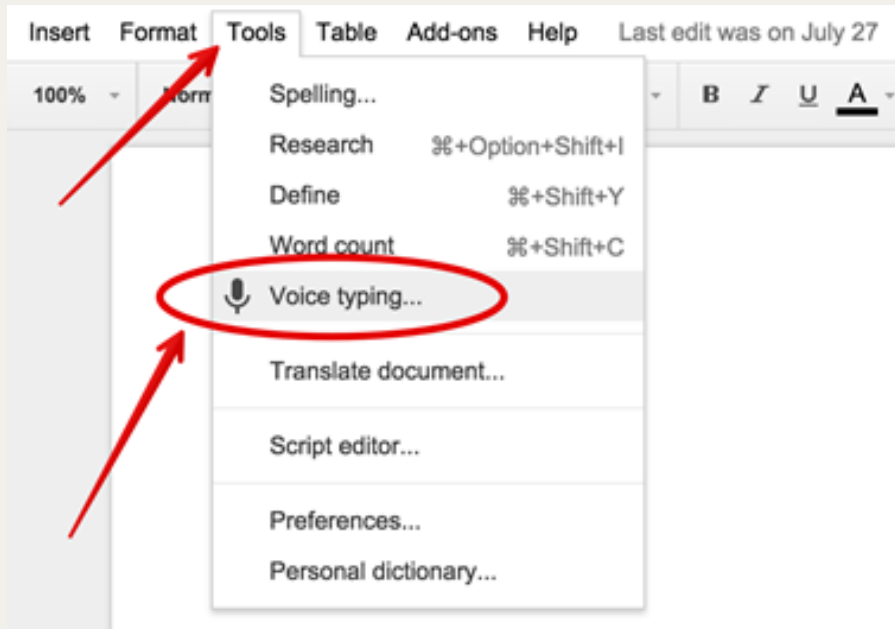 Insert Format Tools Table Add-ons Help Last edit was on July 27
100% Norm B I U A
Spelling...
Research ⌘+Option+Shift+I
Define ⌘+Shift+Y
Word count ⌘+Shift+C
Voice typing...
Translate document...
Script editor...
Preferences...
Personal dictionary...